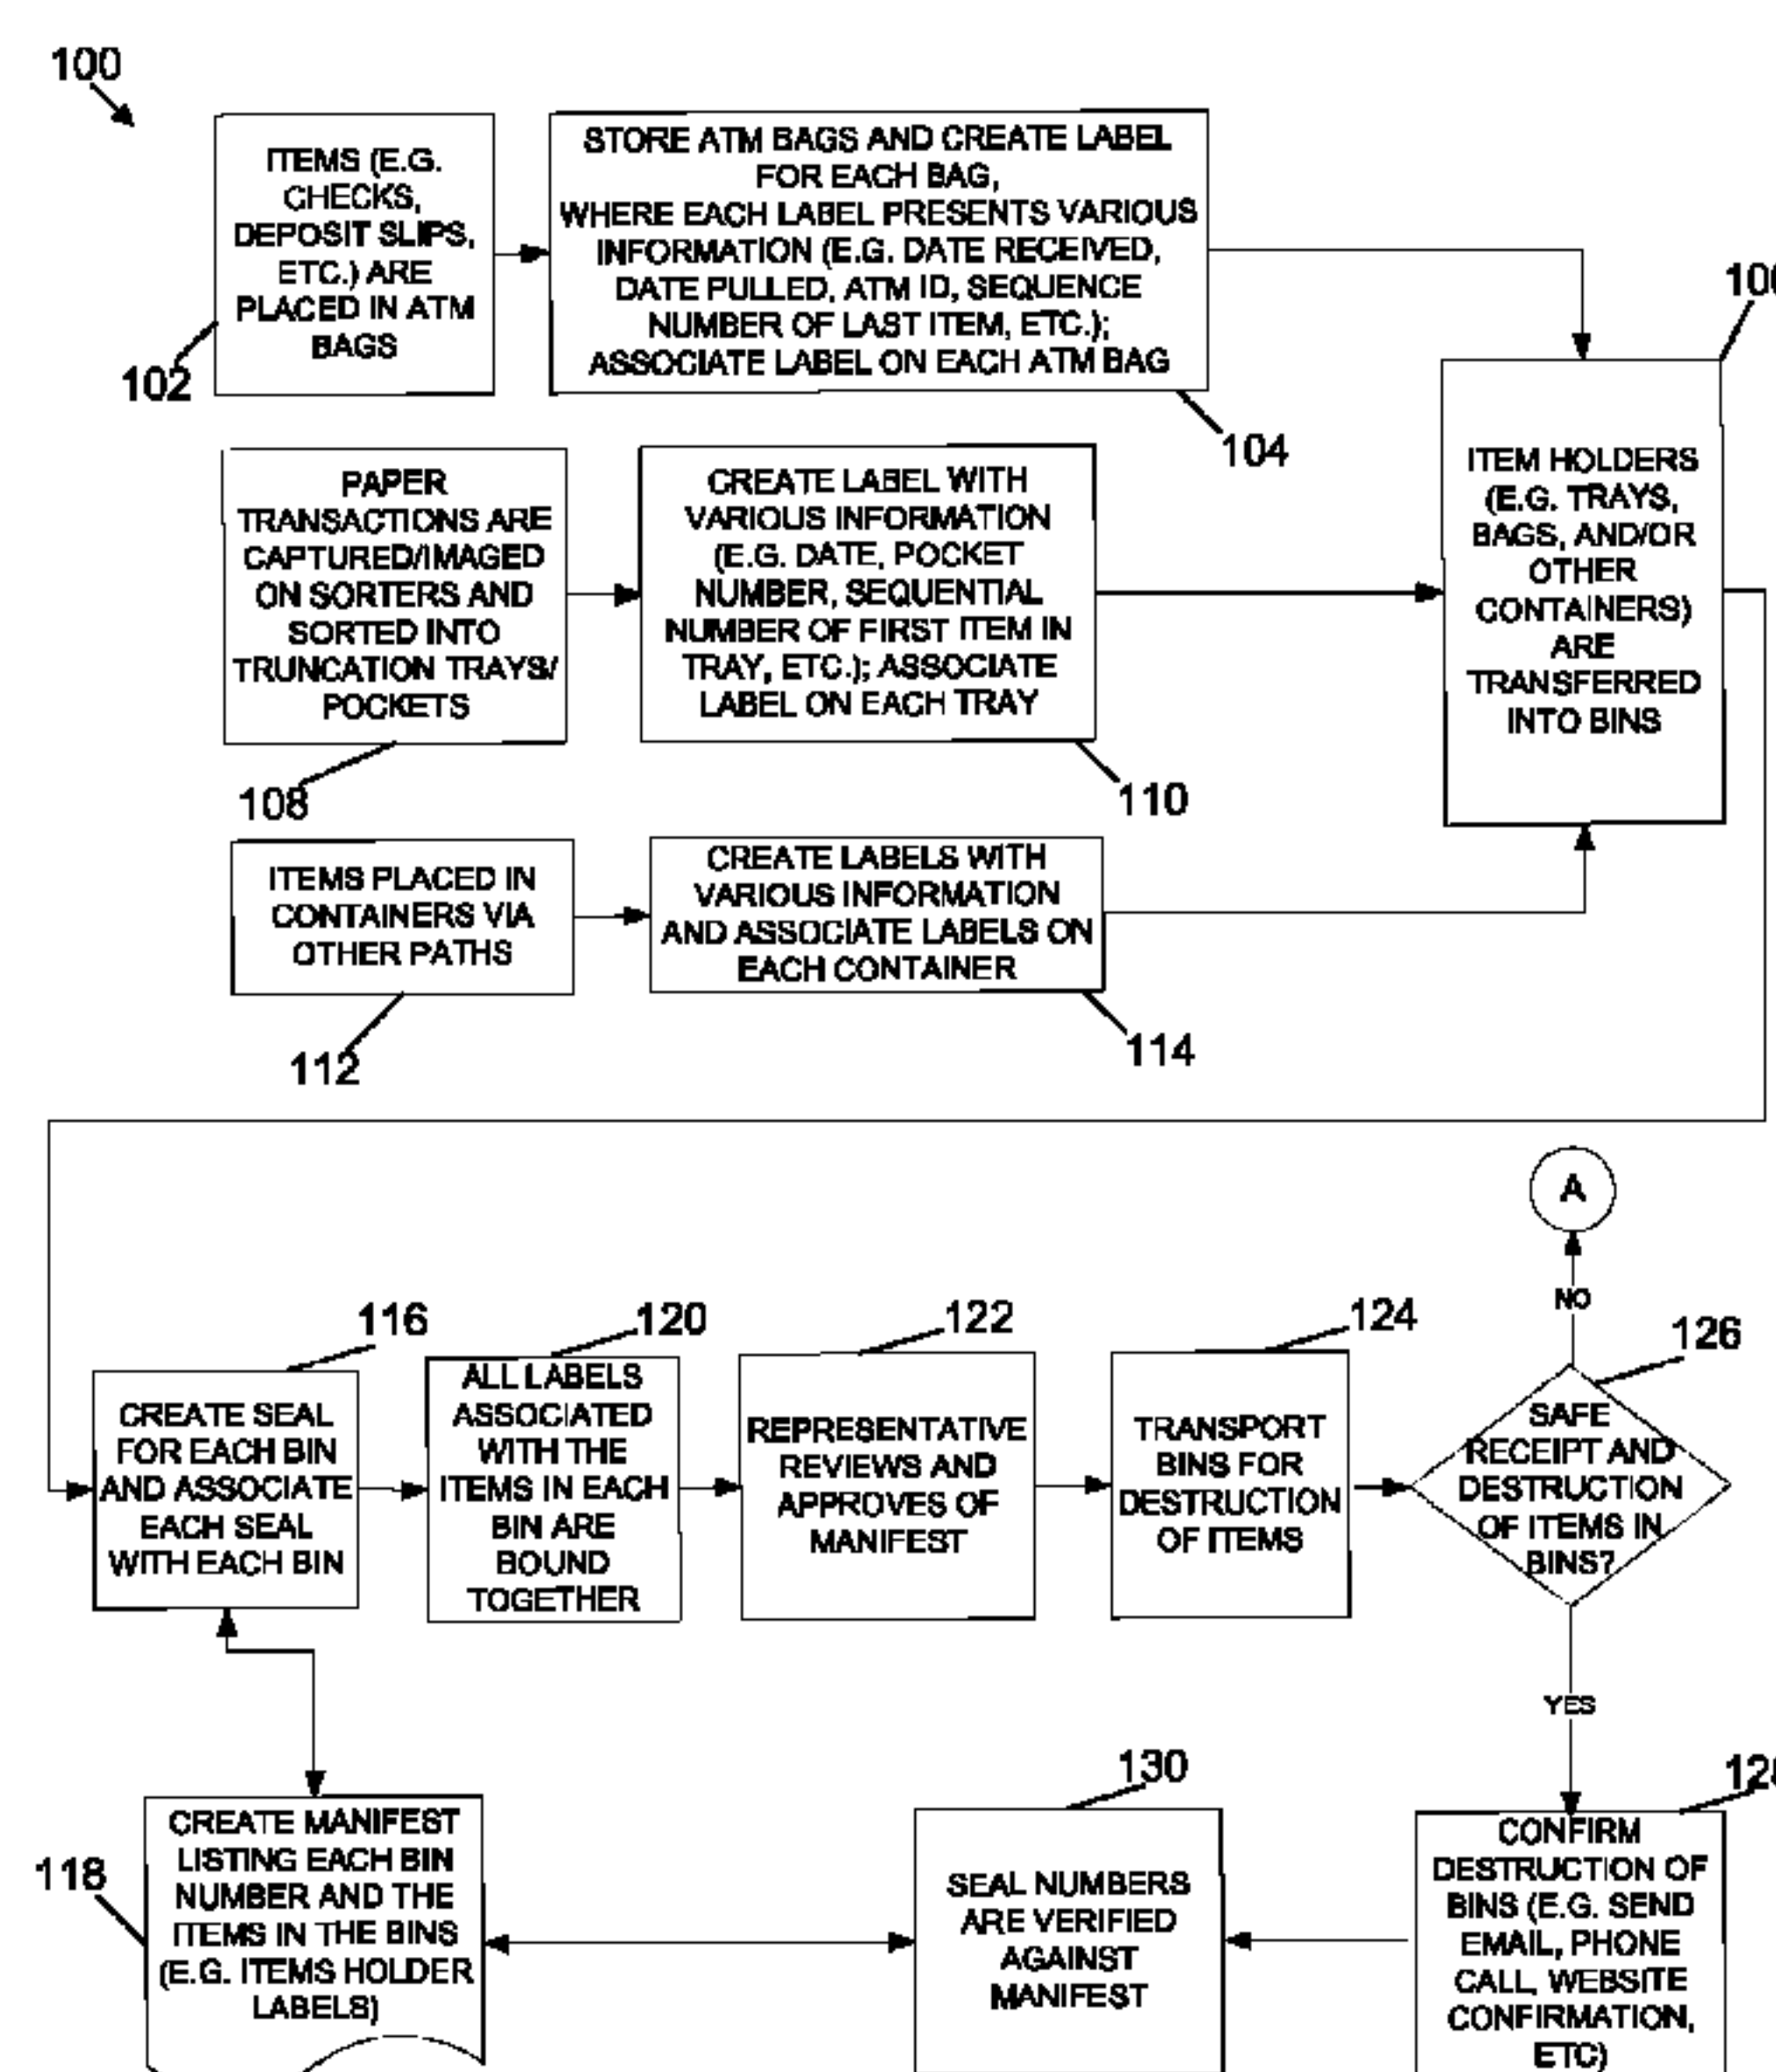 100
ITEMS (E.G.
CHECKS,
DEPOSIT SLIPS,
ETC.) ARE
PLACED IN ATM
BAGS
102
STORE ATM BAGS AND CREATE LABEL
FOR EACH BAG,
WHERE EACH LABEL PRESENTS VARIOUS
INFORMATION (E.G. DATE RECEIVED,
DATE PULLED, ATM ID, SEQUENCE
NUMBER OF LAST ITEM, ETC.);
ASSOCIATE LABEL ON EACH ATM BAG
104
ITEM HOLDERS
(E.G. TRAYS,
BAGS, AND/OR
OTHER
CONTAINERS)
ARE
TRANSFERRED
INTO BINS
PAPER
TRANSACTIONS ARE
CAPTURED/IMAGED
ON SORTERS AND
SORTED INTO
TRUNCATION TRAYS/
POCKETS
108
CREATE LABEL WITH
VARIOUS INFORMATION
(E.G. DATE, POCKET
NUMBER, SEQUENTIAL
NUMBER OF FIRST ITEM IN
TRAY, ETC.); ASSOCIATE
LABEL ON EACH TRAY
110
ITEMS PLACED IN
CONTAINERS VIA
OTHER PATHS
112
CREATE LABELS WITH
VARIOUS INFORMATION
AND ASSOCIATE LABELS ON
EACH CONTAINER
114
116
CREATE SEAL
FOR EACH BIN
AND ASSOCIATE
EACH SEAL
WITH EACH BIN
120
ALL LABELS
ASSOCIATED
WITH THE
ITEMS IN EACH
BIN ARE
BOUND
TOGETHER
122
REPRESENTATIVE
REVIEWS AND
APPROVES OF
MANIFEST
124
TRANSPORT
BINS FOR
DESTRUCTION
OF ITEMS
A
NO
126
SAFE
RECEIPT AND
DESTRUCTION
OF ITEMS IN
BINS?
YES
118
CREATE MANIFEST
LISTING EACH BIN
NUMBER AND THE
ITEMS IN THE BINS
(E.G. ITEMS HOLDER
LABELS)
130
SEAL NUMBERS
ARE VERIFIED
AGAINST
MANIFEST
CONFIRM
DESTRUCTION OF
BINS (E.G. SEND
EMAIL, PHONE
CALL, WEBSITE
CONFIRMATION,
ETC)